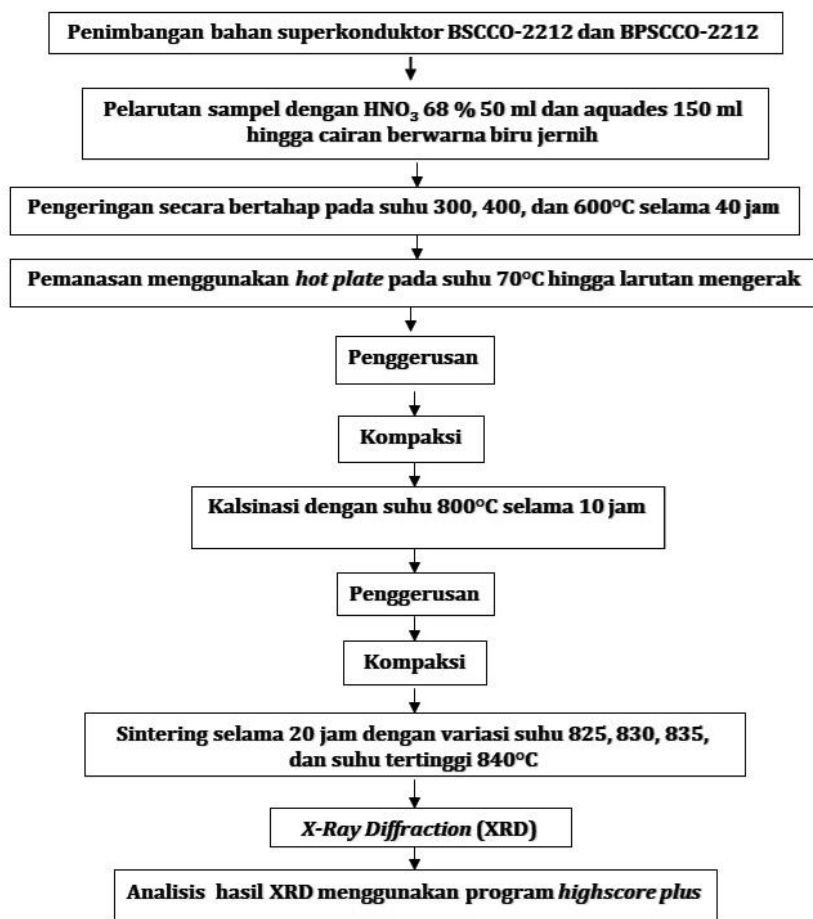 Penimbangan bahan superkonduktor BSCCO-2212 dan BPSCCO-2212
Pelarutan sampel dengan HNO₃ 68 % 50 ml dan aquades 150 ml
hingga cairan berwarna biru jernih
Pengeringan secara bertahap pada suhu 300, 400, dan 600°C selama 40 jam
Pemanasan menggunakan hot plate pada suhu 70°C hingga larutan mengerak
Penggerusan
Kompaksi
Kalsinasi dengan suhu 800°C selama 10 jam
Penggerusan
Kompaksi
Sintering selama 20 jam dengan variasi suhu 825, 830, 835,
dan suhu tertinggi 840°C
X-Ray Diffraction (XRD)
Analisis hasil XRD menggunakan program highscore plus